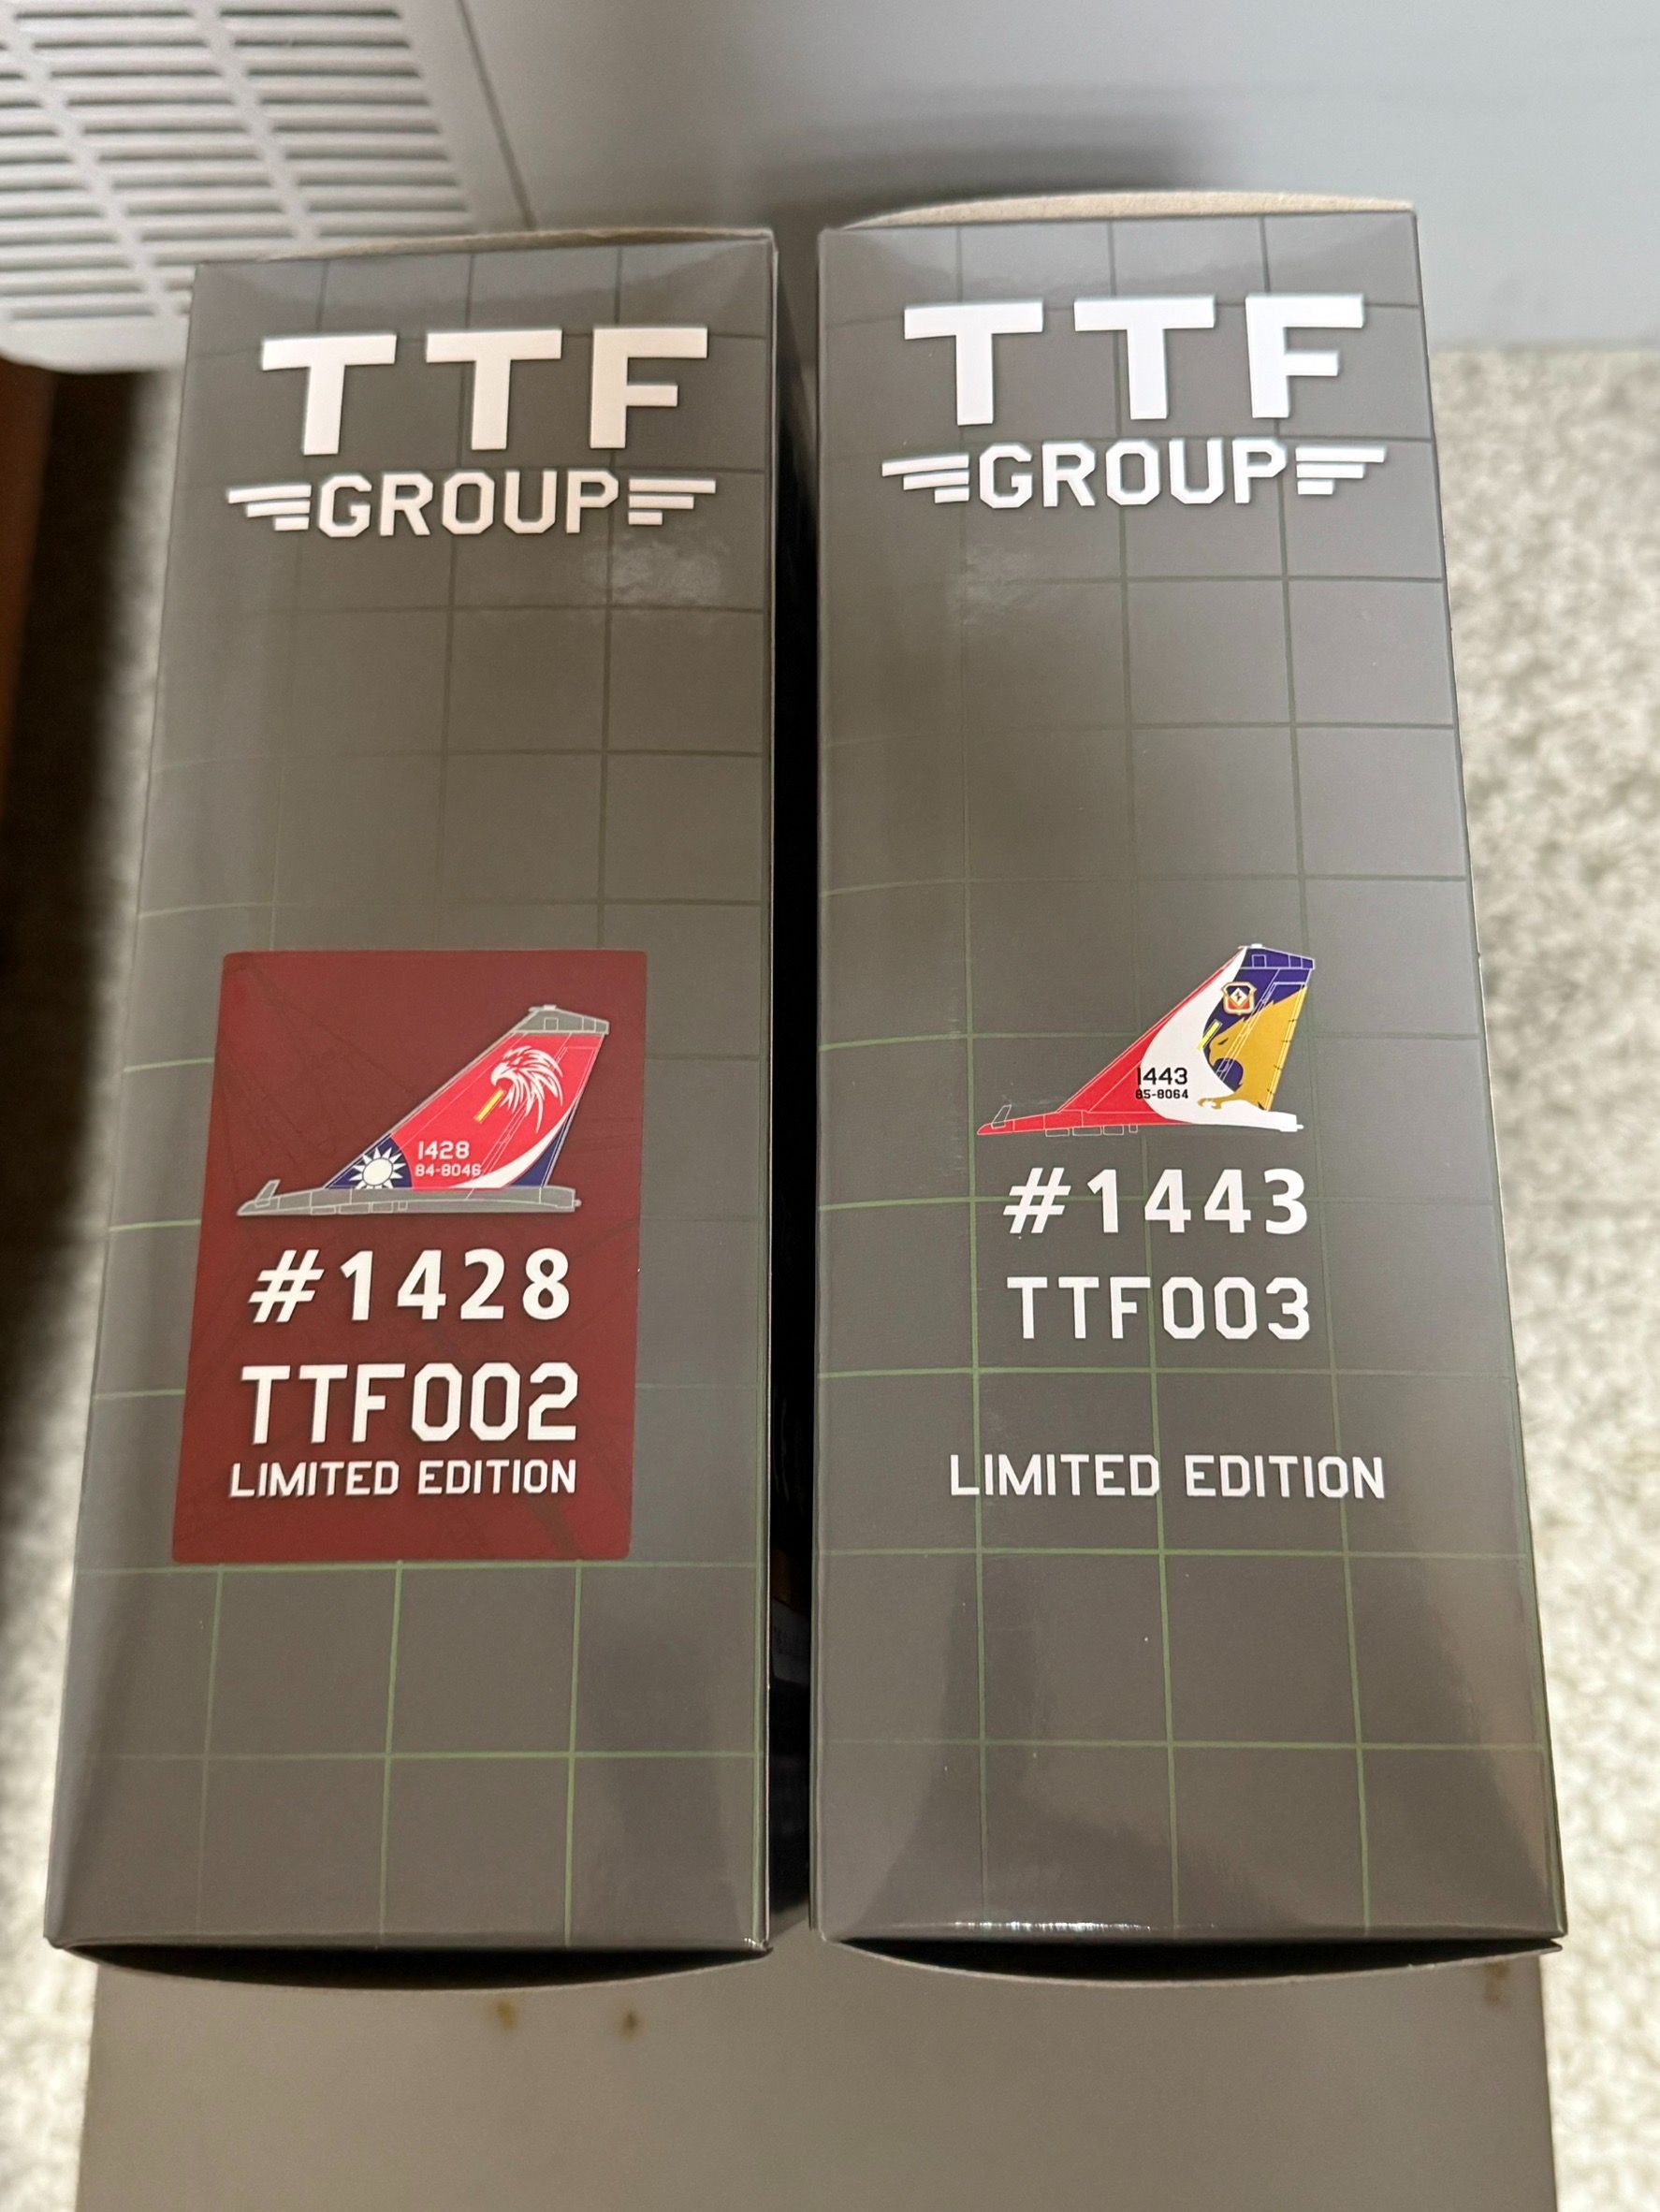 TTF
GROUP
1428
84-8046
#1428
TTF002
LIMITED EDITION
TTF
GROUP
1443
85-8064
#1443
TTF003
LIMITED EDITION